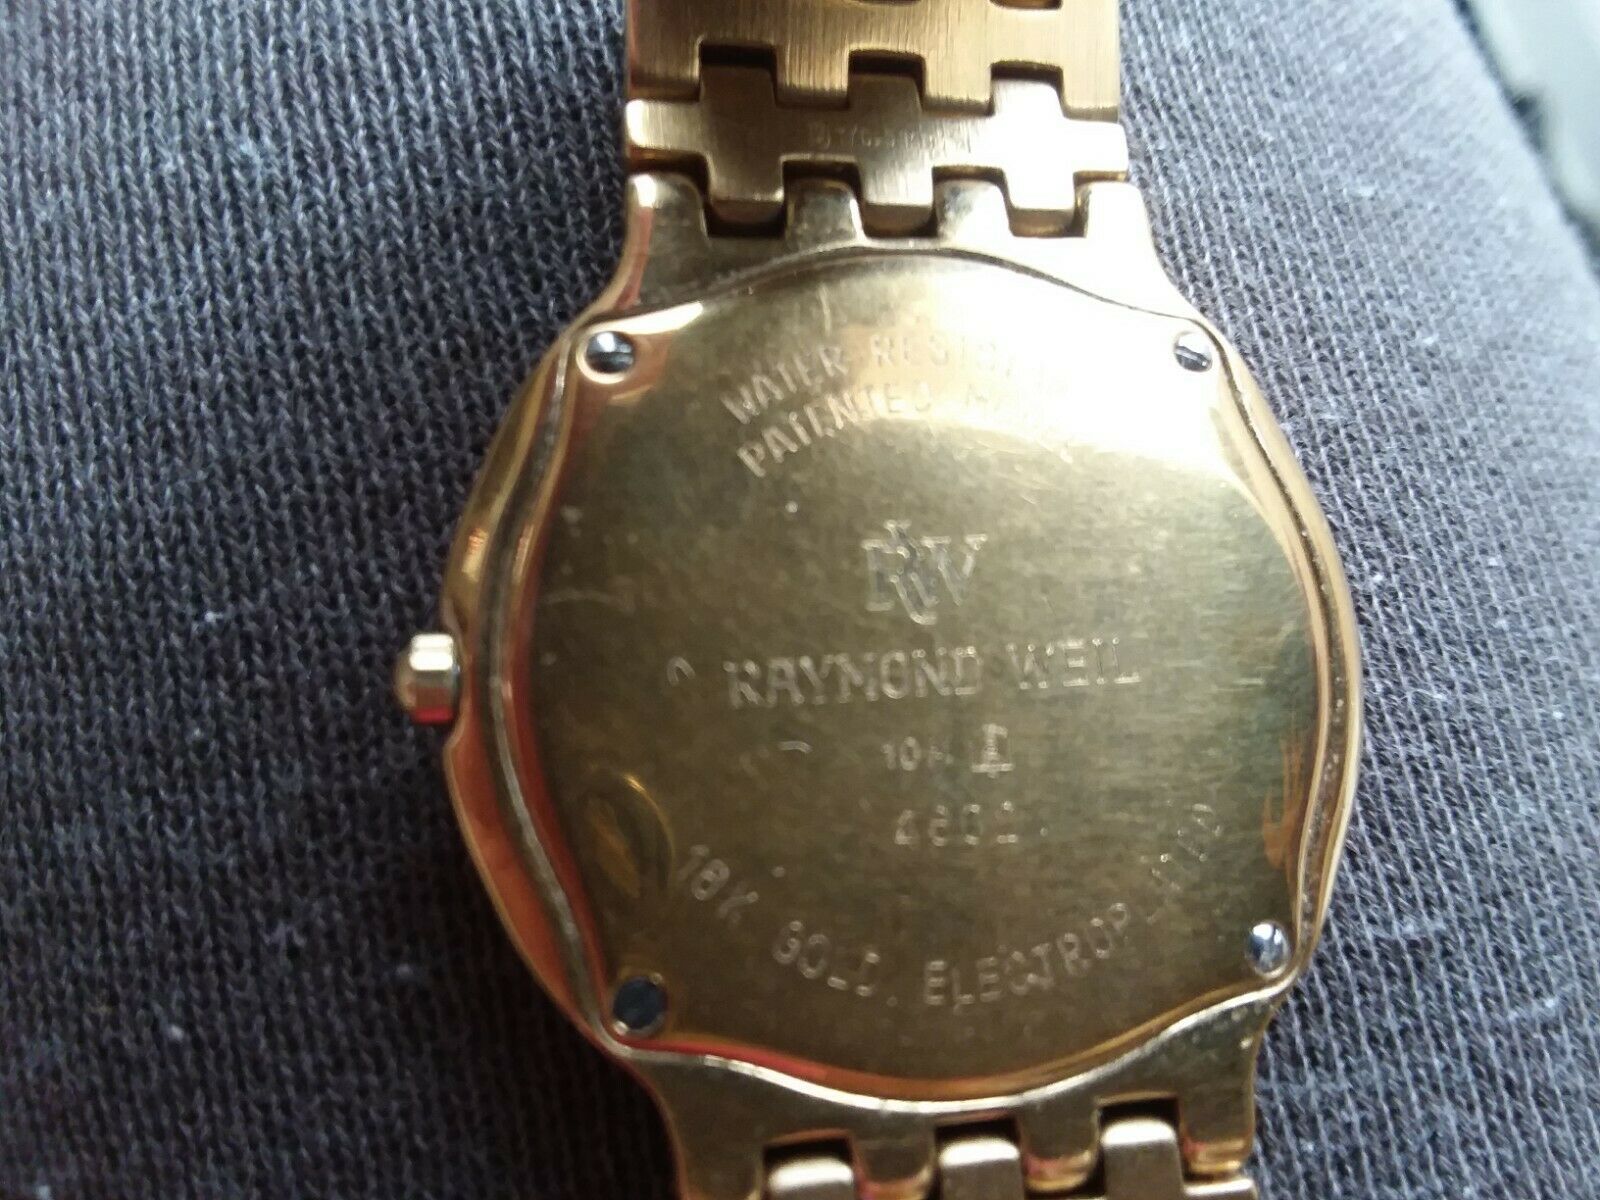 WATER RESIST
PATENTED
RW
RAYMOND WEIL
10M
4802
18K. GOLD. ELECTROPLATED